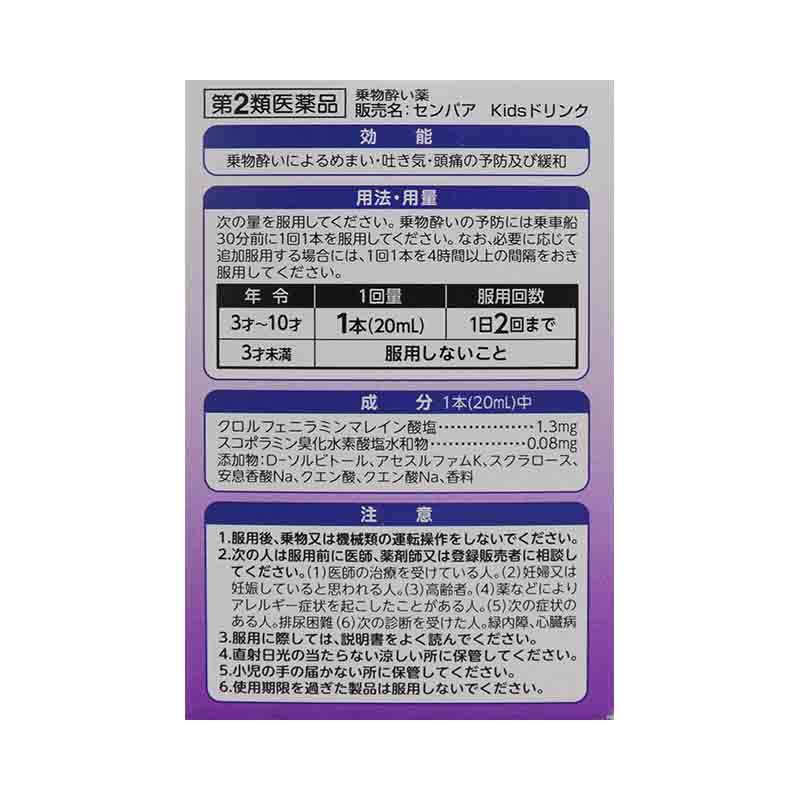 第2類医薬品
乗物酔い薬
販売名:センパア Kidsドリンク
効能
乗物酔いによるめまい・吐き気・頭痛の予防及び緩和
用法・用量
次の量を服用してください。乗物酔いの予防には乗車船
30分前に1回1本を服用してください。なお、必要に応じて
追加服用する場合には、1回1本を4時間以上の間隔をおき
服用してください。
年令 1回量 服用回数
3才〜10才 1本(20mL) 1日2回まで
3才未満 服用しないこと
成分 1本(20mL)中
クロルフェニラミンマレイン酸塩………………1.3mg
スコポラミン臭化水素酸塩水和物………………0.08mg
添加物:D-ソルビトール、アセスルファムK、スクラロース、
安息香酸Na、クエン酸、クエン酸Na、香料
注意
1.服用後、乗物又は機械類の運転操作をしないでください。
2.次の人は服用前に医師、薬剤師又は登録販売者に相談し
てください。(1)医師の治療を受けている人。(2)妊婦又は
妊娠していると思われる人。(3)高齢者。(4)薬などにより
アレルギー症状を起こしたことがある人。(5)次の症状の
ある人。排尿困難(6)次の診断を受けた人。緑内障、心臓病
3.服用に際しては、説明書をよく読んでください。
4.直射日光の当たらない涼しい所に保管してください。
5.小児の手の届かない所に保管してください。
6.使用期限を過ぎた製品は服用しないでください。